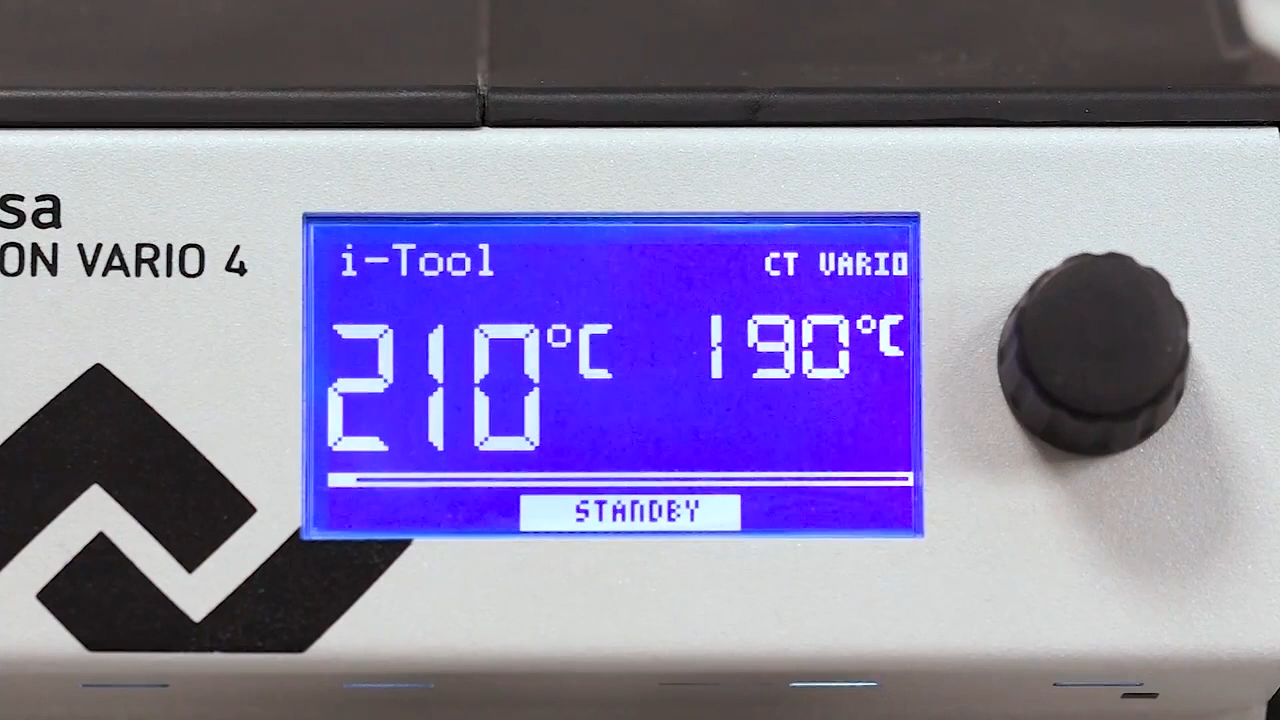 sa
ON VARIO 4
i-Tool
CT VARIO
210°C
190°C
STANDBY